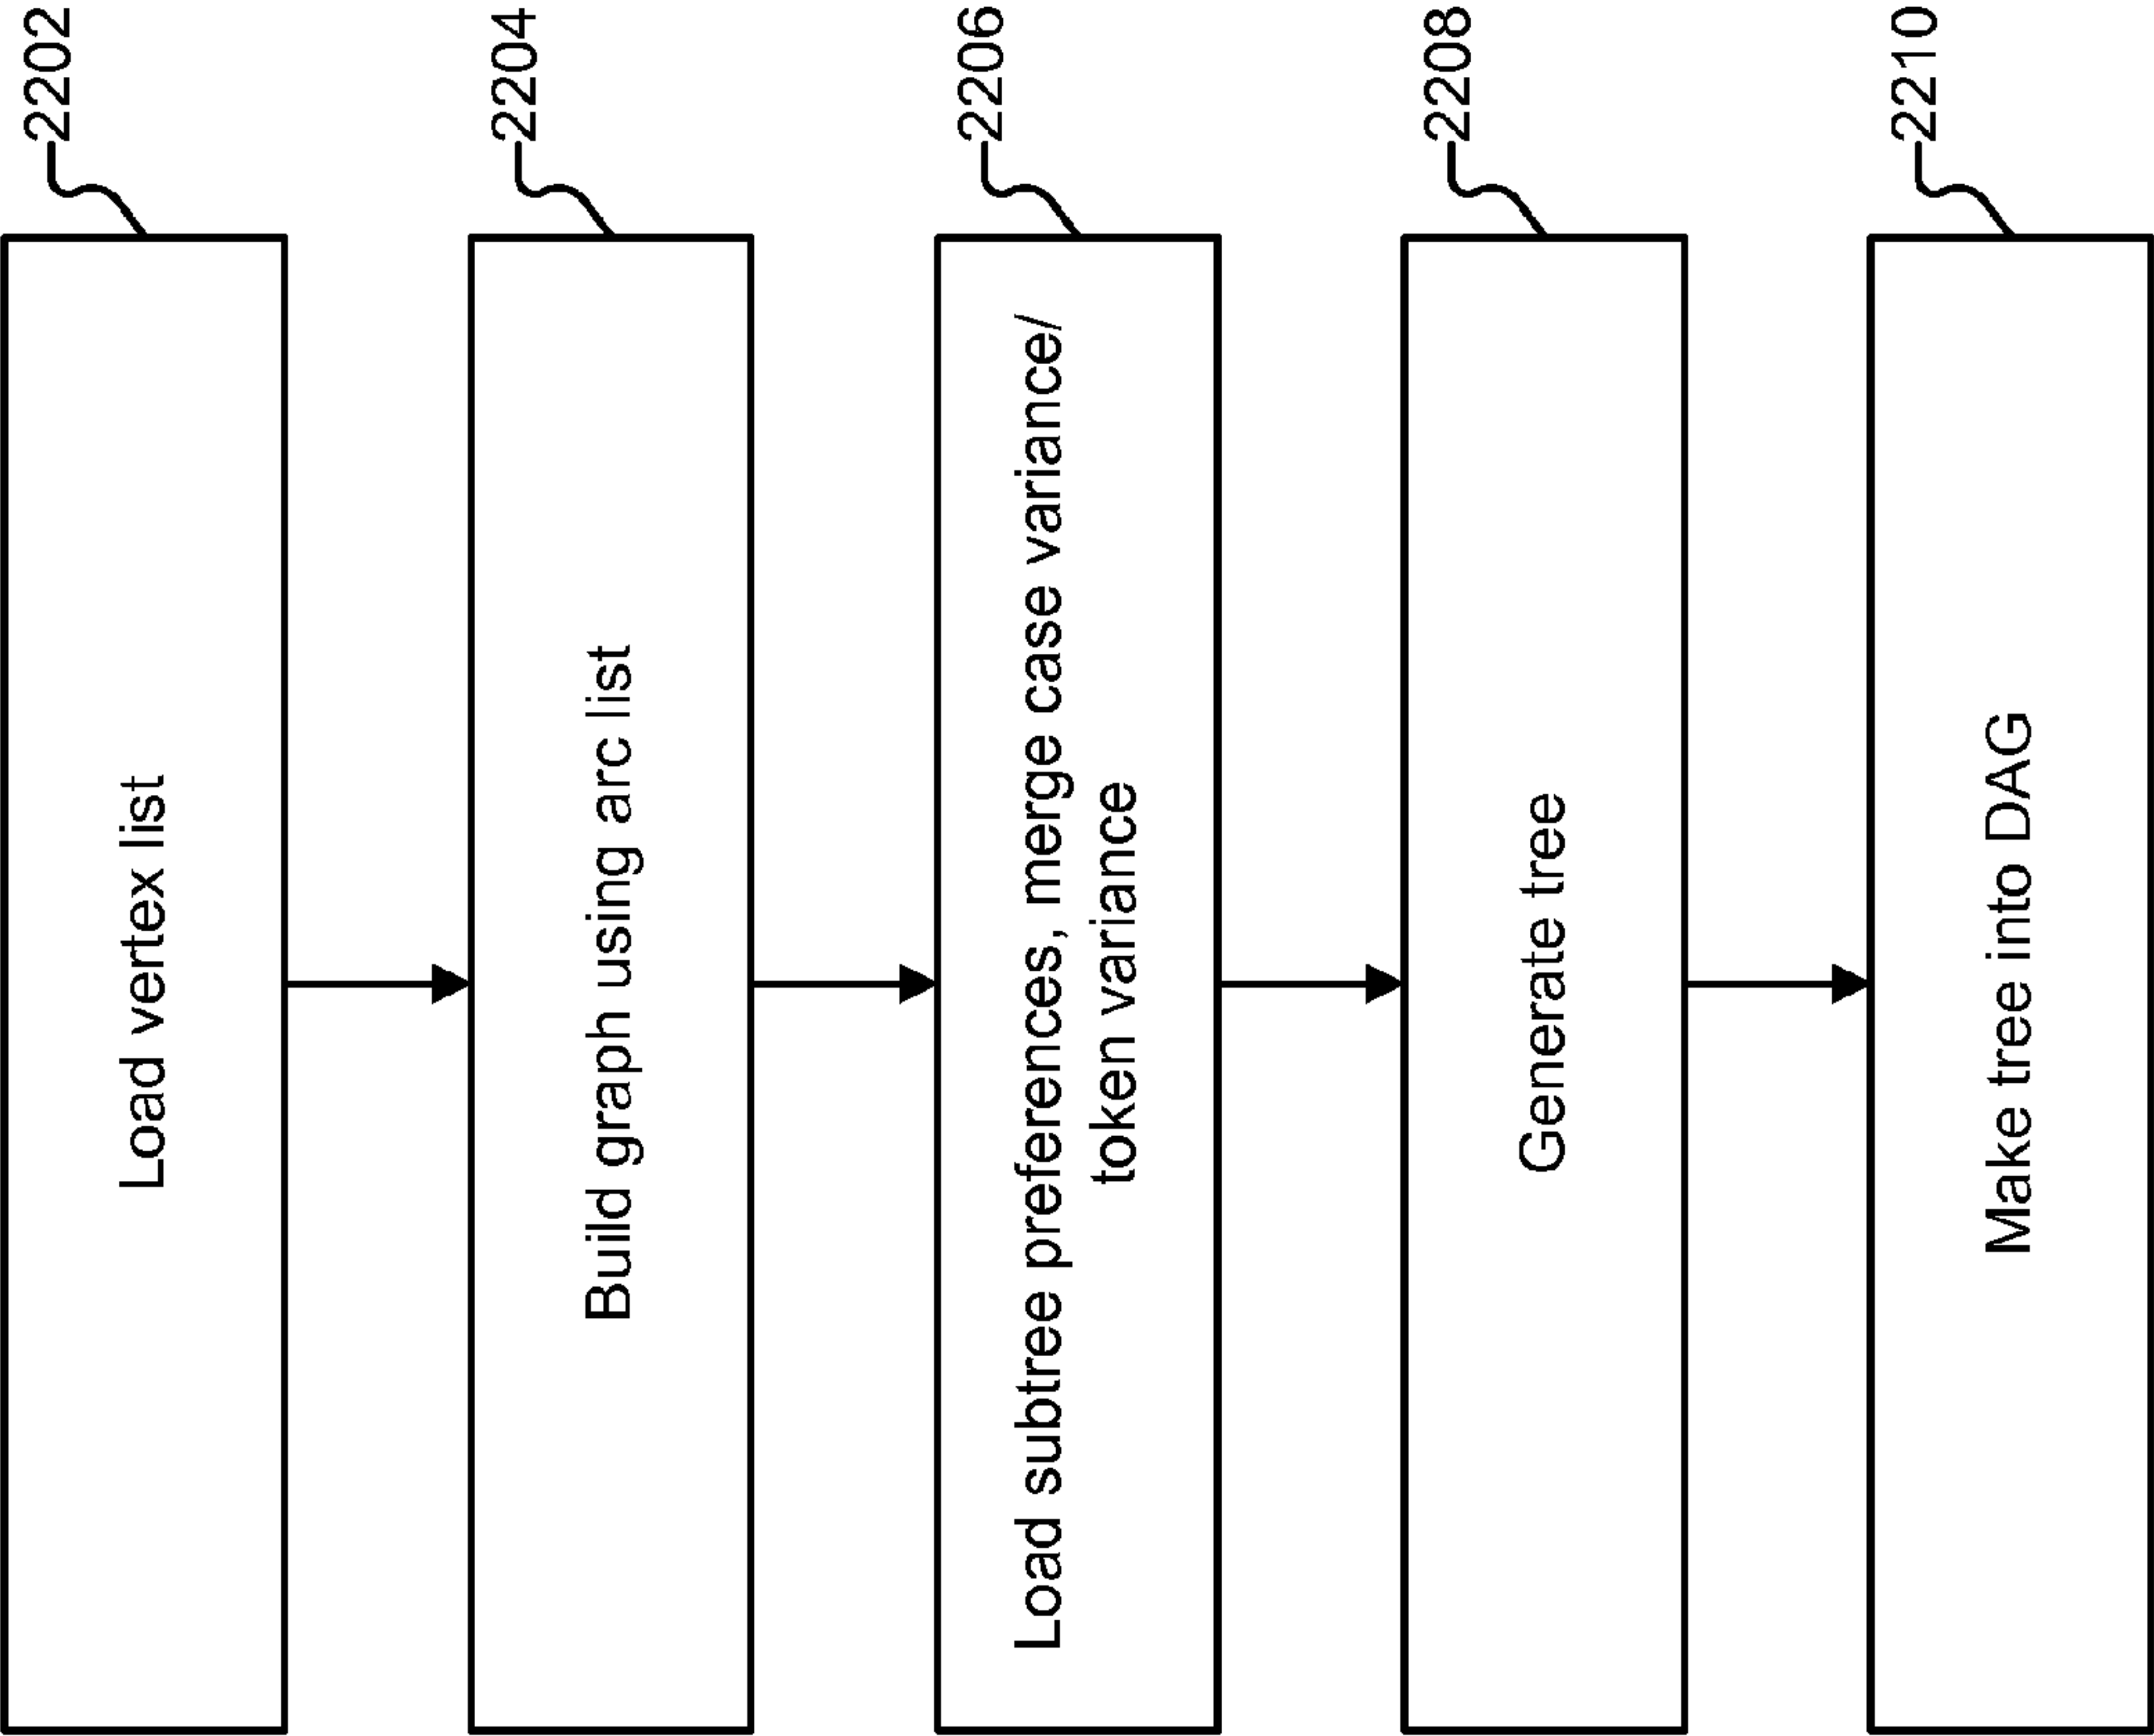 2202
Load vertex list
2204
Build graph using arc list
2206
Load subtree preferences, merge case variance/
token variance
2208
Generate tree
2210
Make tree into DAG